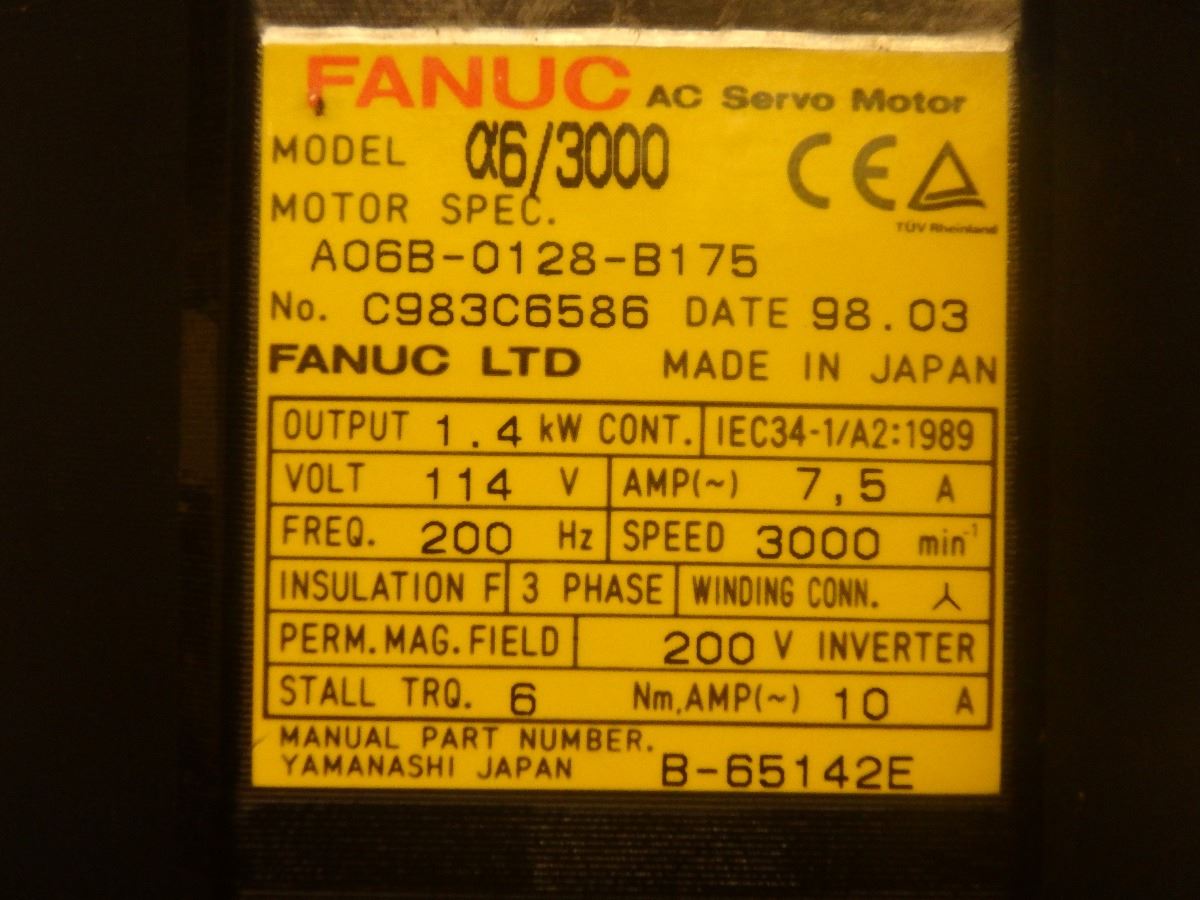 FANUC AC Servo Motor
MODEL α6/3000
CE
TÜV Rheinland
MOTOR SPEC.
A06B-0128-B175
No. C983C6586 DATE 98.03
FANUC LTD MADE IN JAPAN
OUTPUT 1.4 kW CONT. IEC34-1/A2:1989
VOLT 114 V AMP(~) 7,5 A
FREQ. 200 Hz SPEED 3000 min⁻¹
INSULATION F 3 PHASE WINDING CONN.
PERM.MAG.FIELD 200 V INVERTER
STALL TRQ. 6 Nm,AMP(~) 10 A
MANUAL PART NUMBER.
YAMANASHI JAPAN B-65142E